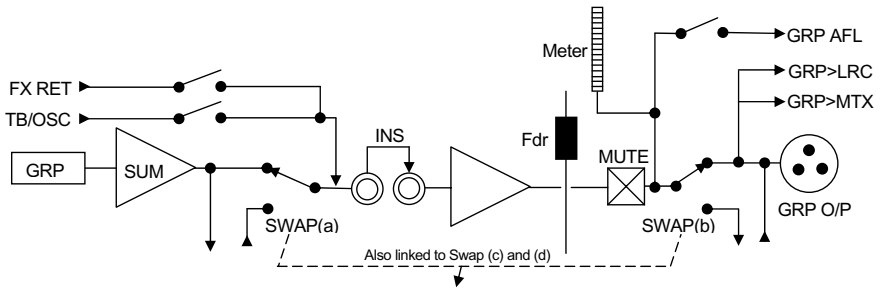 GRP AFL
Meter
FX RET
GRP>LRC
GRP>MTX
TB/OSC
INS
Fdr
MUTE
GRP
SUM
GRP O/P
SWAP(a)
SWAP(b)
Also linked to Swap (c) and (d)